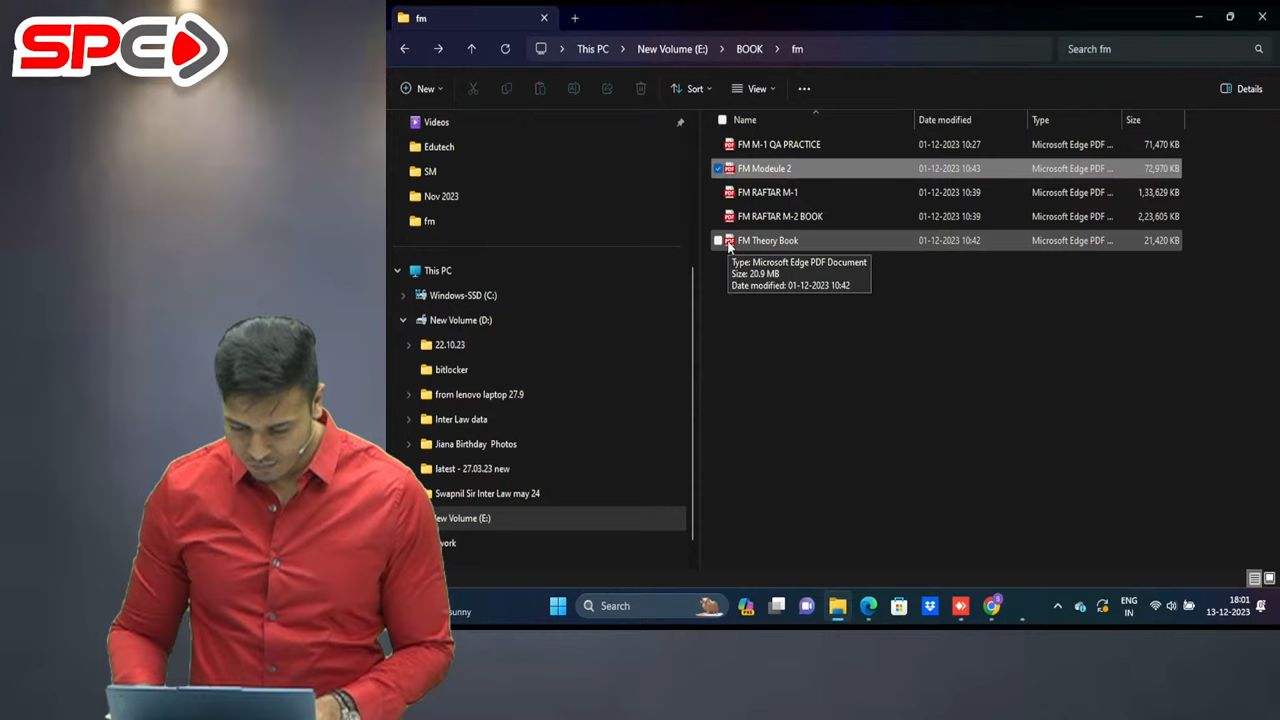 SPC
fm
This PC
New Volume (E:)
BOOK
fm
Search fm
New
Sort
View
Details
Videos
Edutech
SM
Nov 2023
fm
This PC
Windows-SSD (C:)
New Volume (D:)
22.10.23
bitlocker
from lenovo laptop 27.9
Inter Law data
Jiana Birthday Photos
latest - 27.03.23 new
Swapnil Sir Inter Law may 24
ew Volume (E:)
work
Name Date modified Type Size
FM M-1 QA PRACTICE 01-12-2023 10:27 Microsoft Edge PDF ... 71,470 KB
FM Modeule 2 01-12-2023 10:43 Microsoft Edge PDF ... 72,970 KB
FM RAFTAR M-1 01-12-2023 10:39 Microsoft Edge PDF ... 1,33,629 KB
FM RAFTAR M-2 BOOK 01-12-2023 10:39 Microsoft Edge PDF ... 2,23,605 KB
FM Theory Book 01-12-2023 10:42 Microsoft Edge PDF ... 21,420 KB
Type: Microsoft Edge PDF Document
Size: 20.9 MB
Date modified: 01-12-2023 10:42
sunny
Search
ENG
IN
18:01
13-12-2023